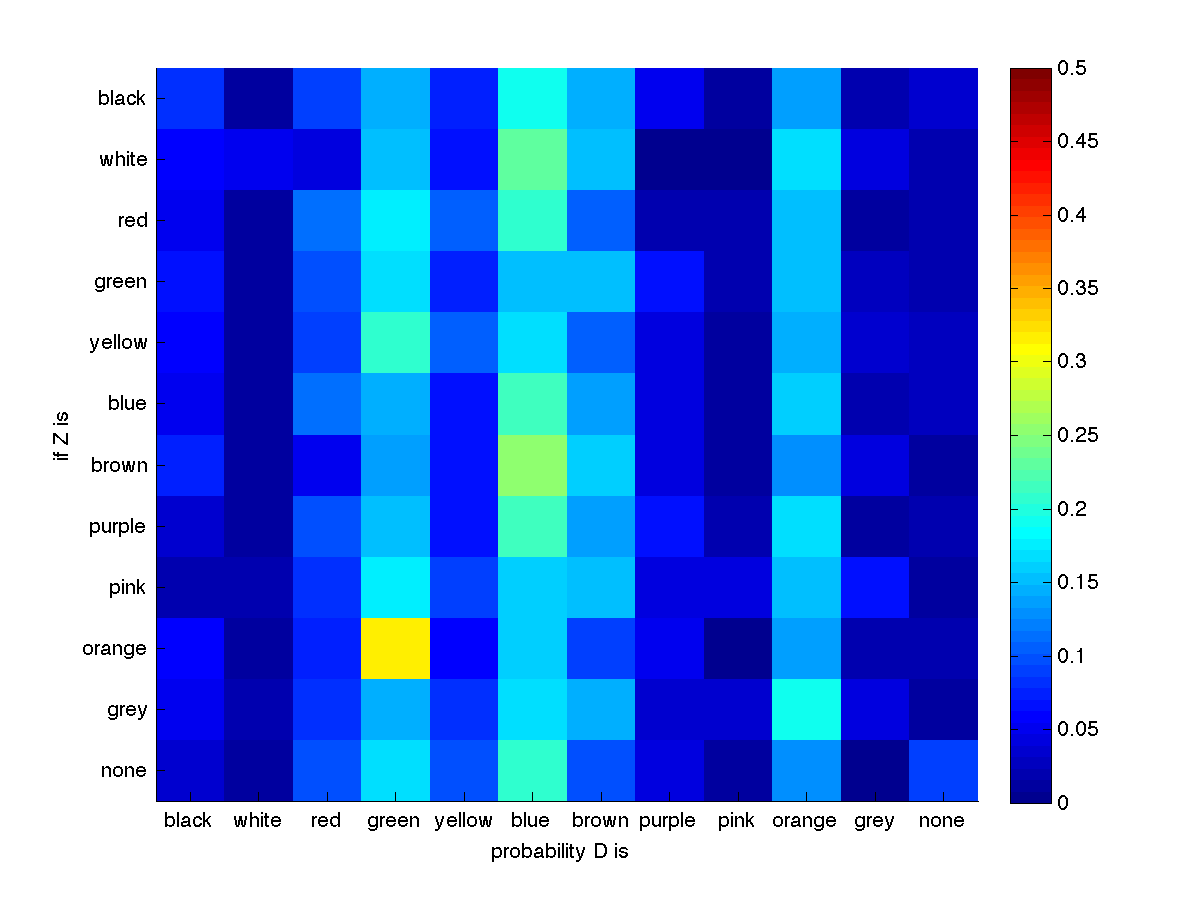 if Z is
black
white
red
green
yellow
blue
brown
purple
pink
orange
grey
none
black white red green yellow blue brown purple pink orange grey none
probability D is
0.5
0.45
0.4
0.35
0.3
0.25
0.2
0.15
0.1
0.05
0